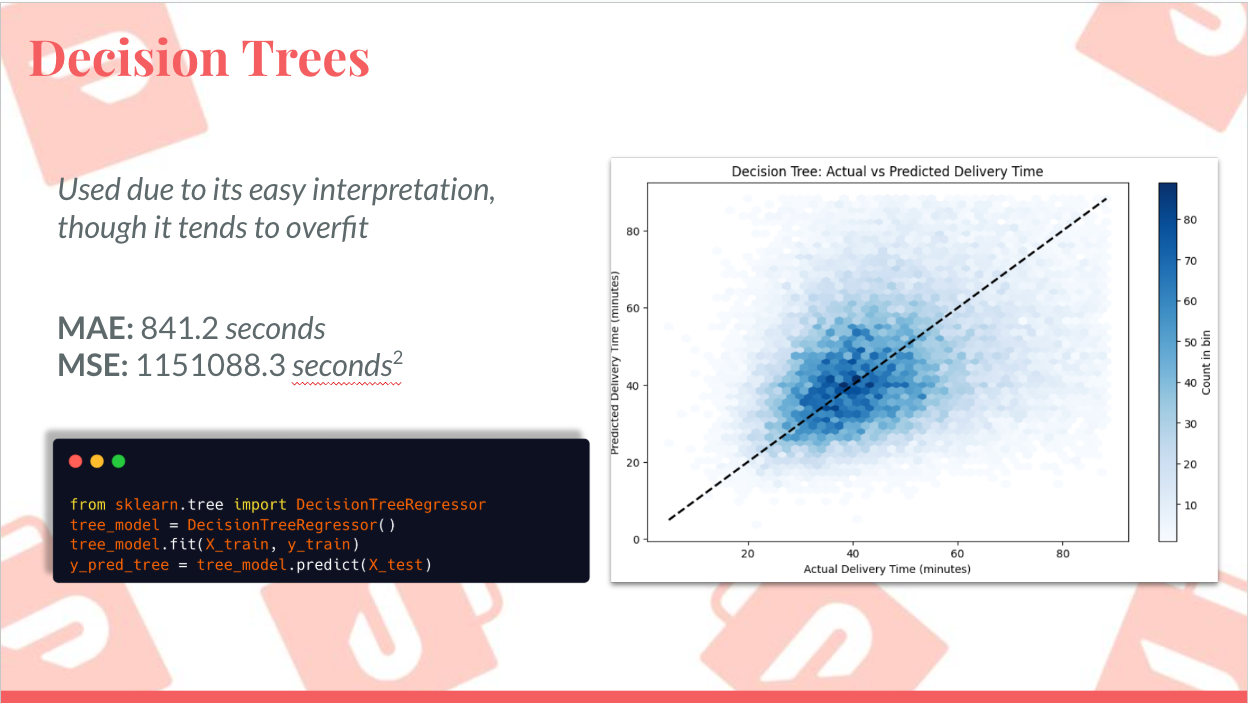 Decision Trees
Used due to its easy interpretation,
though it tends to overfit
MAE: 841.2 seconds
MSE: 1151088.3 seconds²
from sklearn.tree import DecisionTreeRegressor
tree_model = DecisionTreeRegressor()
tree_model.fit(X_train, y_train)
y_pred_tree = tree_model.predict(X_test)
Decision Tree: Actual vs Predicted Delivery Time
Predicted Delivery Time (minutes)
80
60
40
20
0
20 40 60 80
Actual Delivery Time (minutes)
80
70
60
50
40
30
20
10
Count in bin